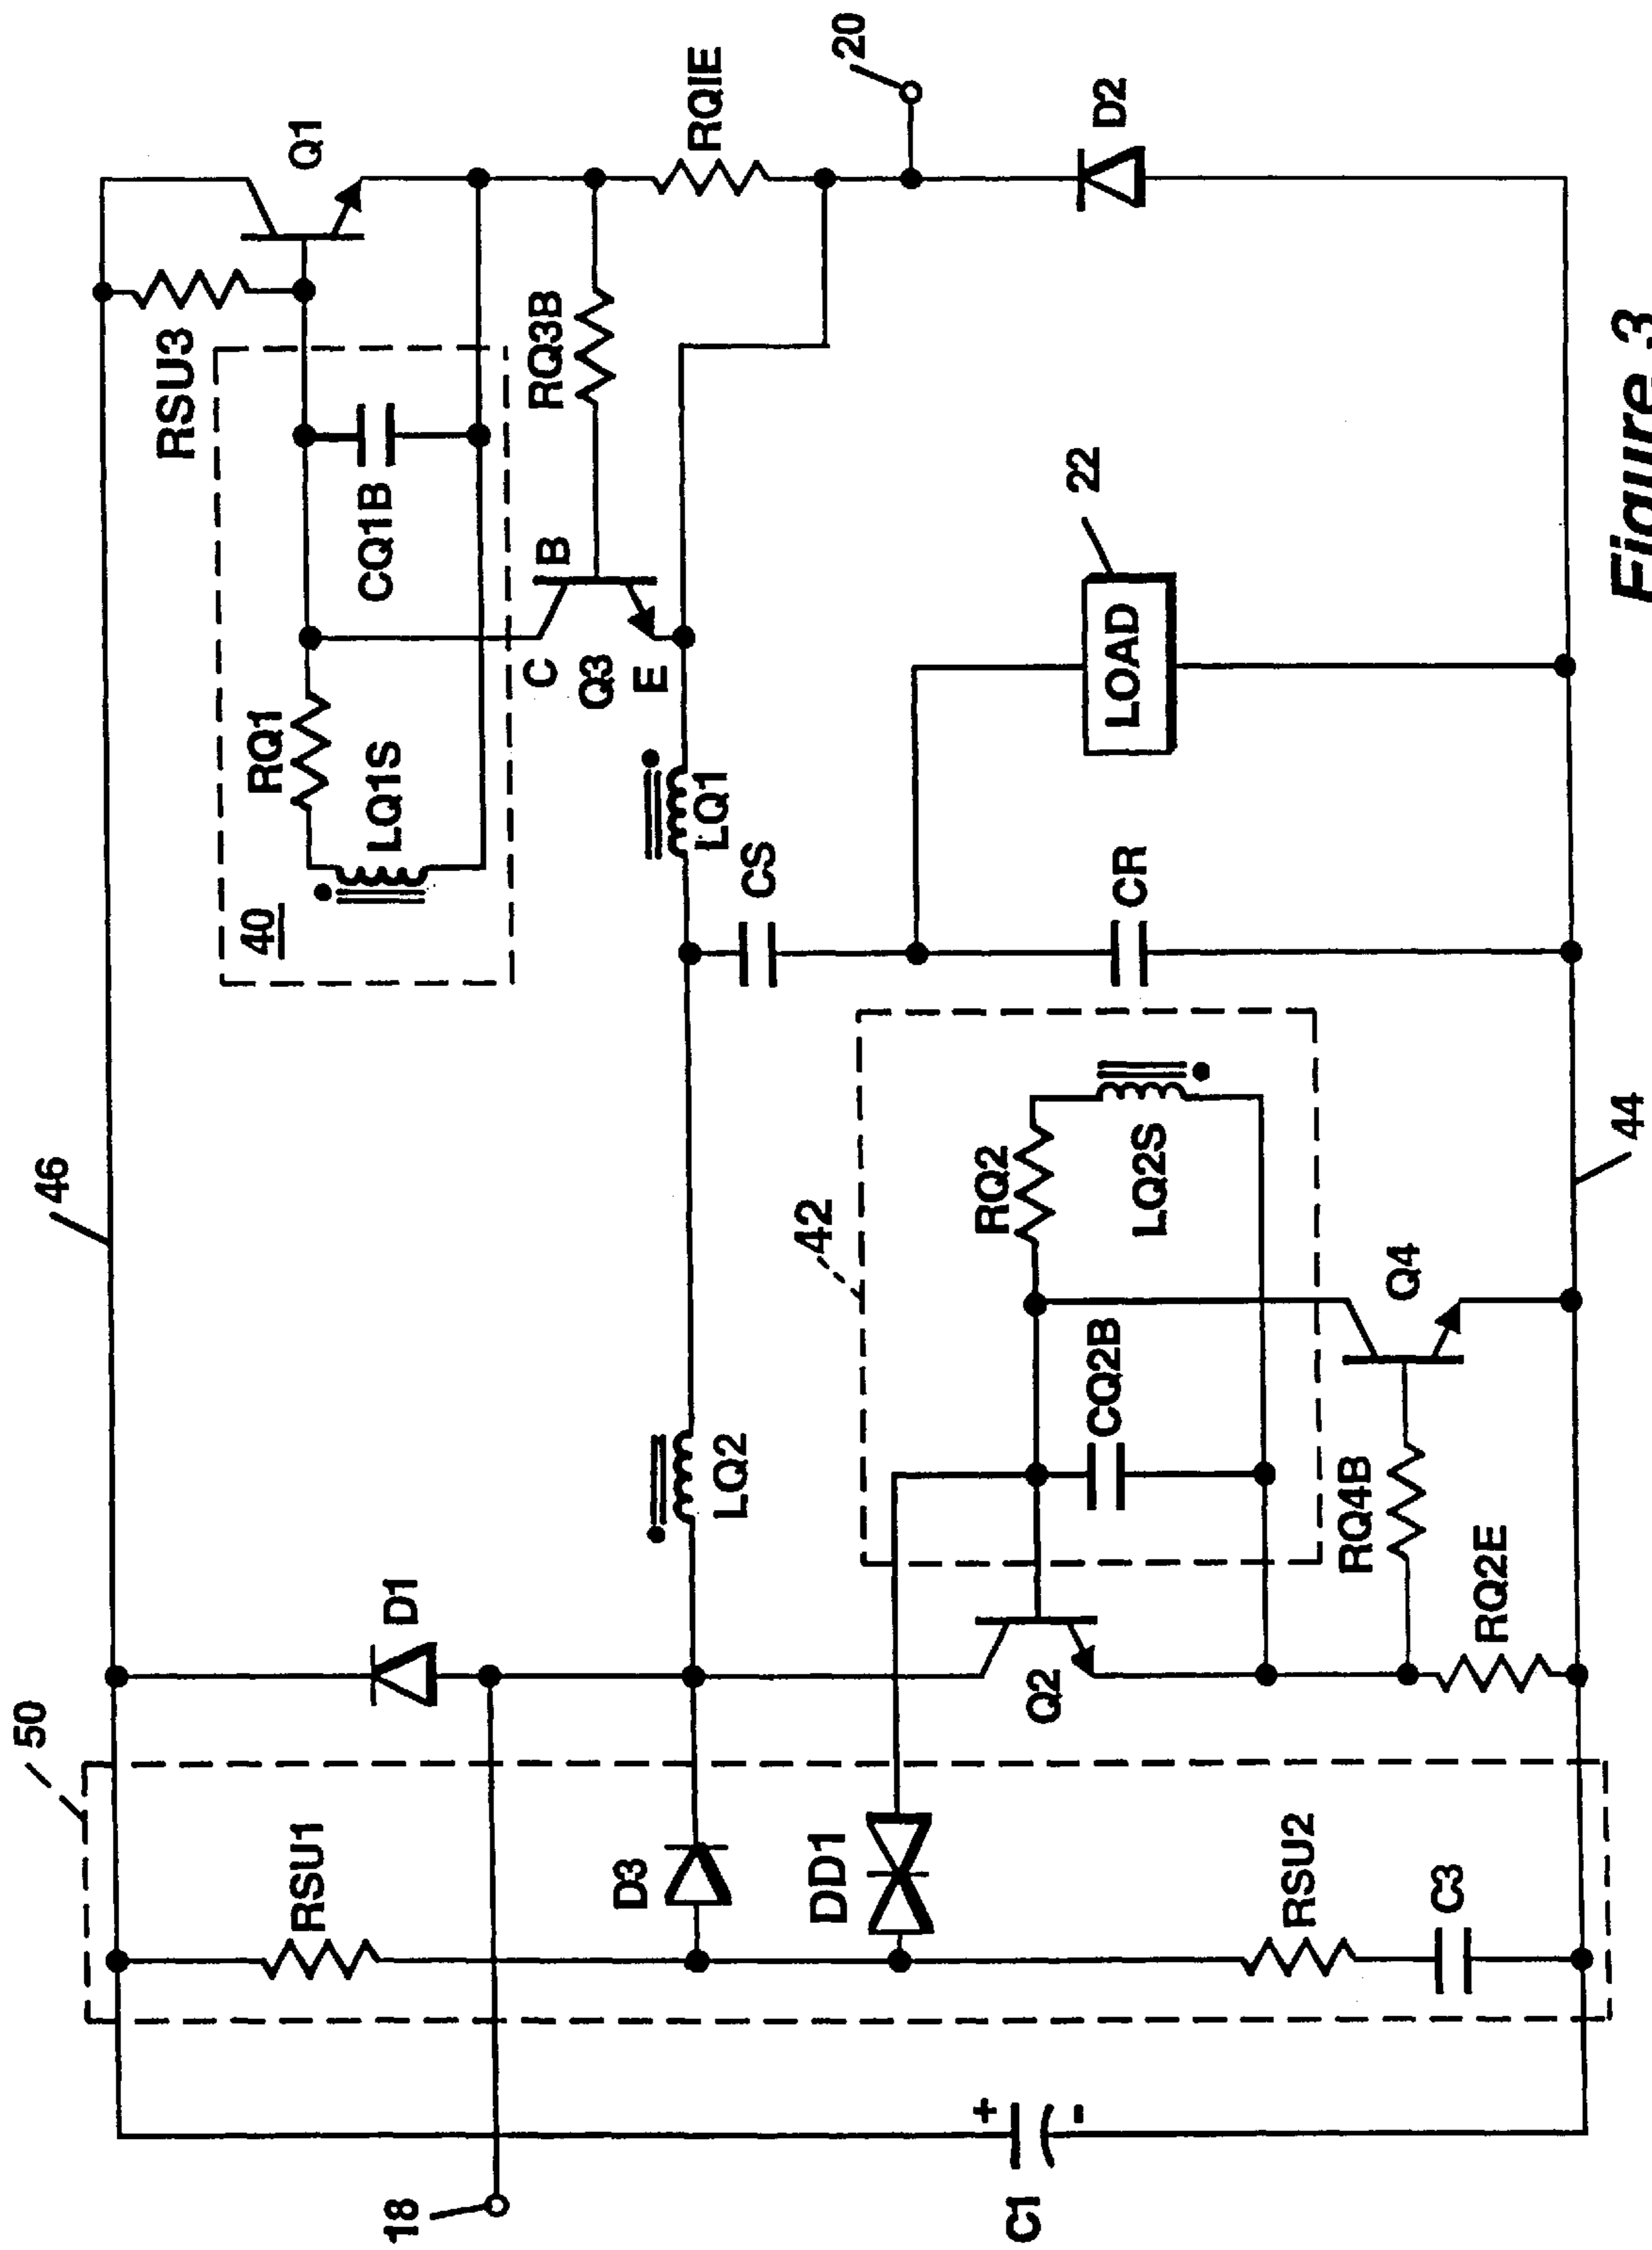 50
46
RSU3
Q1
RSU1
RQ1
40
LQ1S
CQ1B
18
D1
RQ3B
C
B
Q3
E
D3
LQ2
LQ1
RQIE
CS
42
DD1
20
+
RQ2
C1
-
Q2
22
CQ2B
LQ2S
CR
LOAD
D2
RSU2
RQ4B
Q4
C3
RQ2E
44
Figure 3